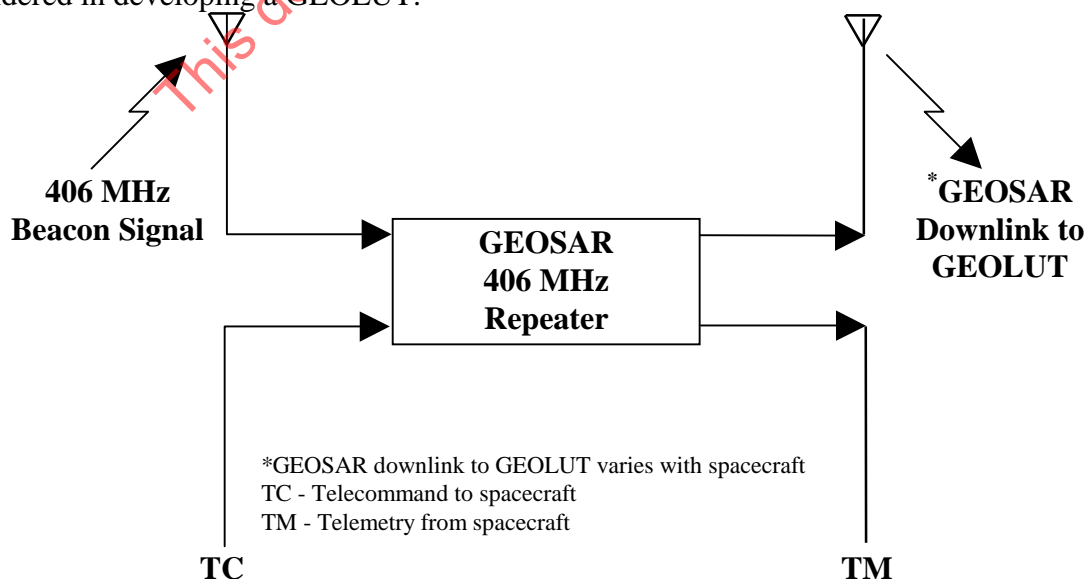 dered in developing a GEOLUT.
This d
406 MHz
Beacon Signal
*GEOSAR
Downlink to
GEOLUT
GEOSAR
406 MHz
Repeater
*GEOSAR downlink to GEOLUT varies with spacecraft
TC - Telecommand to spacecraft
TM - Telemetry from spacecraft
TC
TM